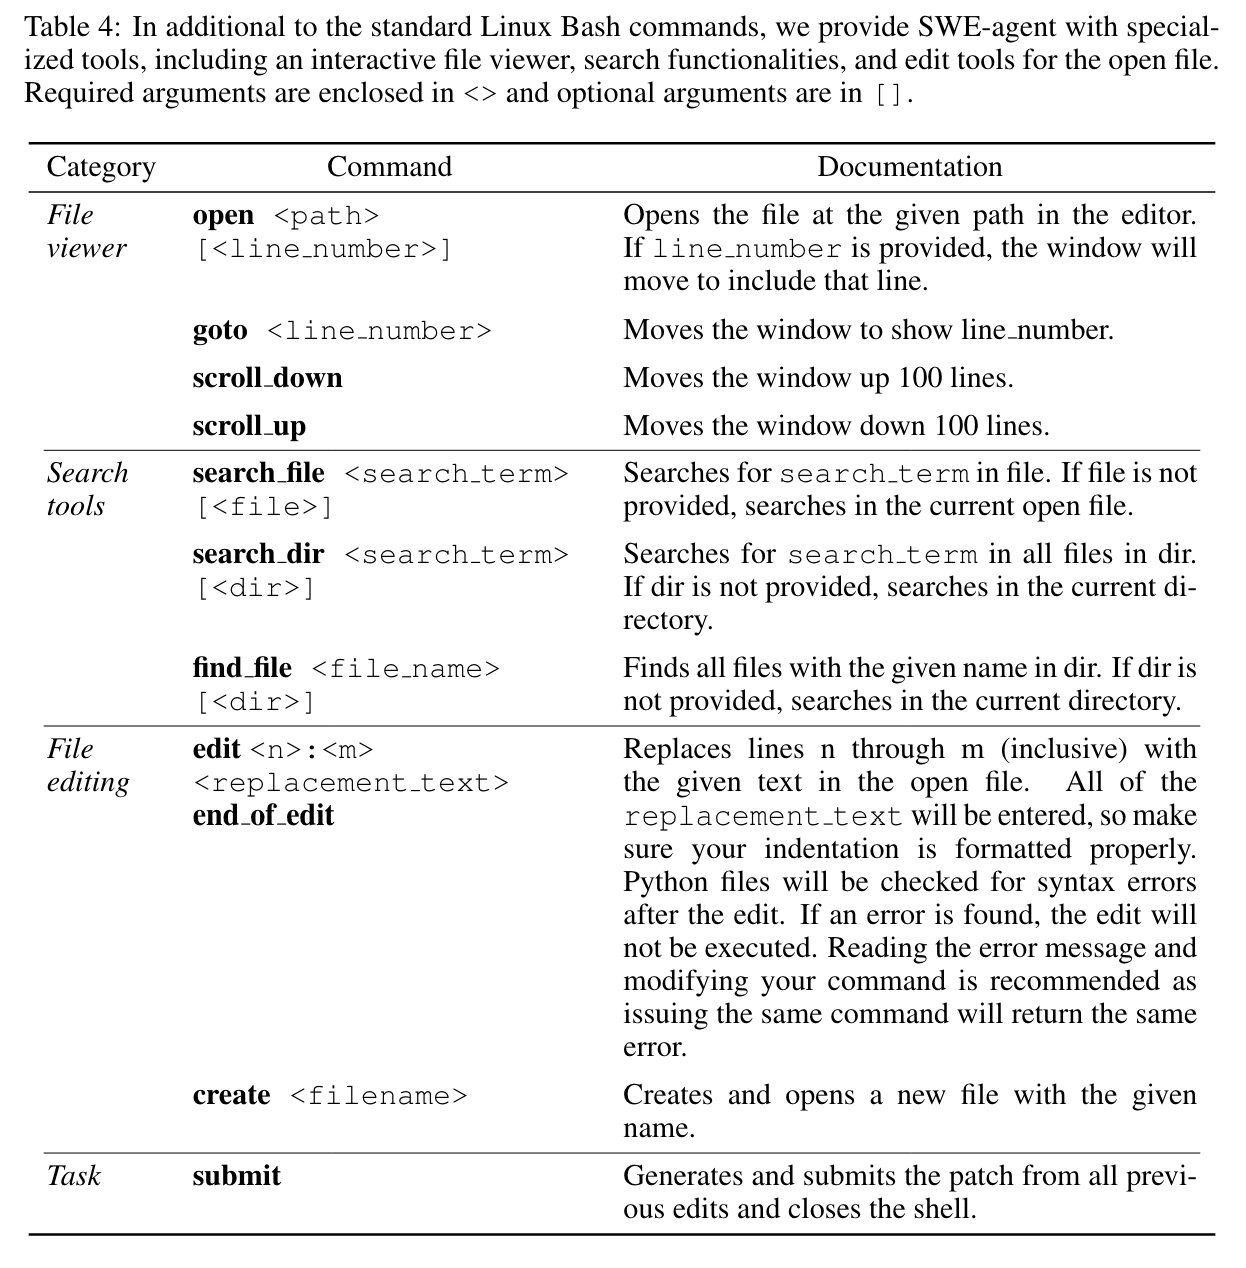 Table 4: In additional to the standard Linux Bash commands, we provide SWE-agent with special-
ized tools, including an interactive file viewer, search functionalities, and edit tools for the open file.
Required arguments are enclosed in <> and optional arguments are in [].
Category Command Documentation
File viewer
open <path> [<line_number>]
Opens the file at the given path in the editor.
If line_number is provided, the window will
move to include that line.
goto <line_number> Moves the window to show line_number.
scroll_down Moves the window up 100 lines.
scroll_up Moves the window down 100 lines.
Search tools
search_file <search_term> [<file>]
Searches for search_term in file. If file is not
provided, searches in the current open file.
search_dir <search_term> [<dir>]
Searches for search_term in all files in dir.
If dir is not provided, searches in the current di-
rectory.
find_file <file_name> [<dir>]
Finds all files with the given name in dir. If dir is
not provided, searches in the current directory.
File editing
edit <n>:<m>
<replacement_text>
end_of_edit
Replaces lines n through m (inclusive) with
the given text in the open file. All of the
replacement_text will be entered, so make
sure your indentation is formatted properly.
Python files will be checked for syntax errors
after the edit. If an error is found, the edit will
not be executed. Reading the error message and
modifying your command is recommended as
issuing the same command will return the same
error.
create <filename>
Creates and opens a new file with the given
name.
Task
submit
Generates and submits the patch from all previ-
ous edits and closes the shell.